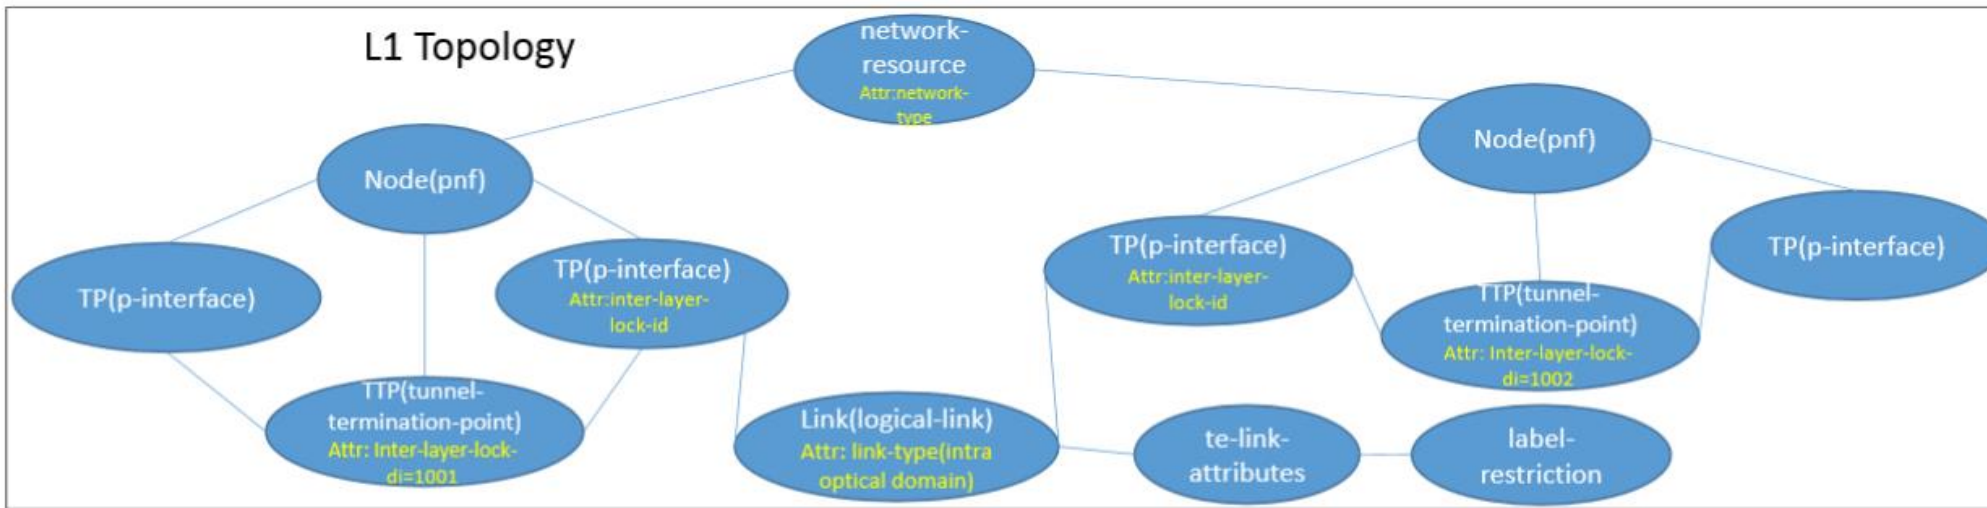 L1 Topology
network-
resource
Attr:network-
type
Node(pnf)
Node(pnf)
TP(p-interface)
TP(p-interface)
Attr:inter-layer-
lock-id
TP(p-interface)
Attr:inter-layer-
lock-id
TP(p-interface)
TTP(tunnel-
termination-point)
Attr: Inter-layer-lock-
di=1001
TTP(tunnel-
termination-point)
Attr: Inter-layer-lock-
di=1002
Link(logical-link)
Attr: link-type(intra
optical domain)
te-link-
attributes
label-
restriction